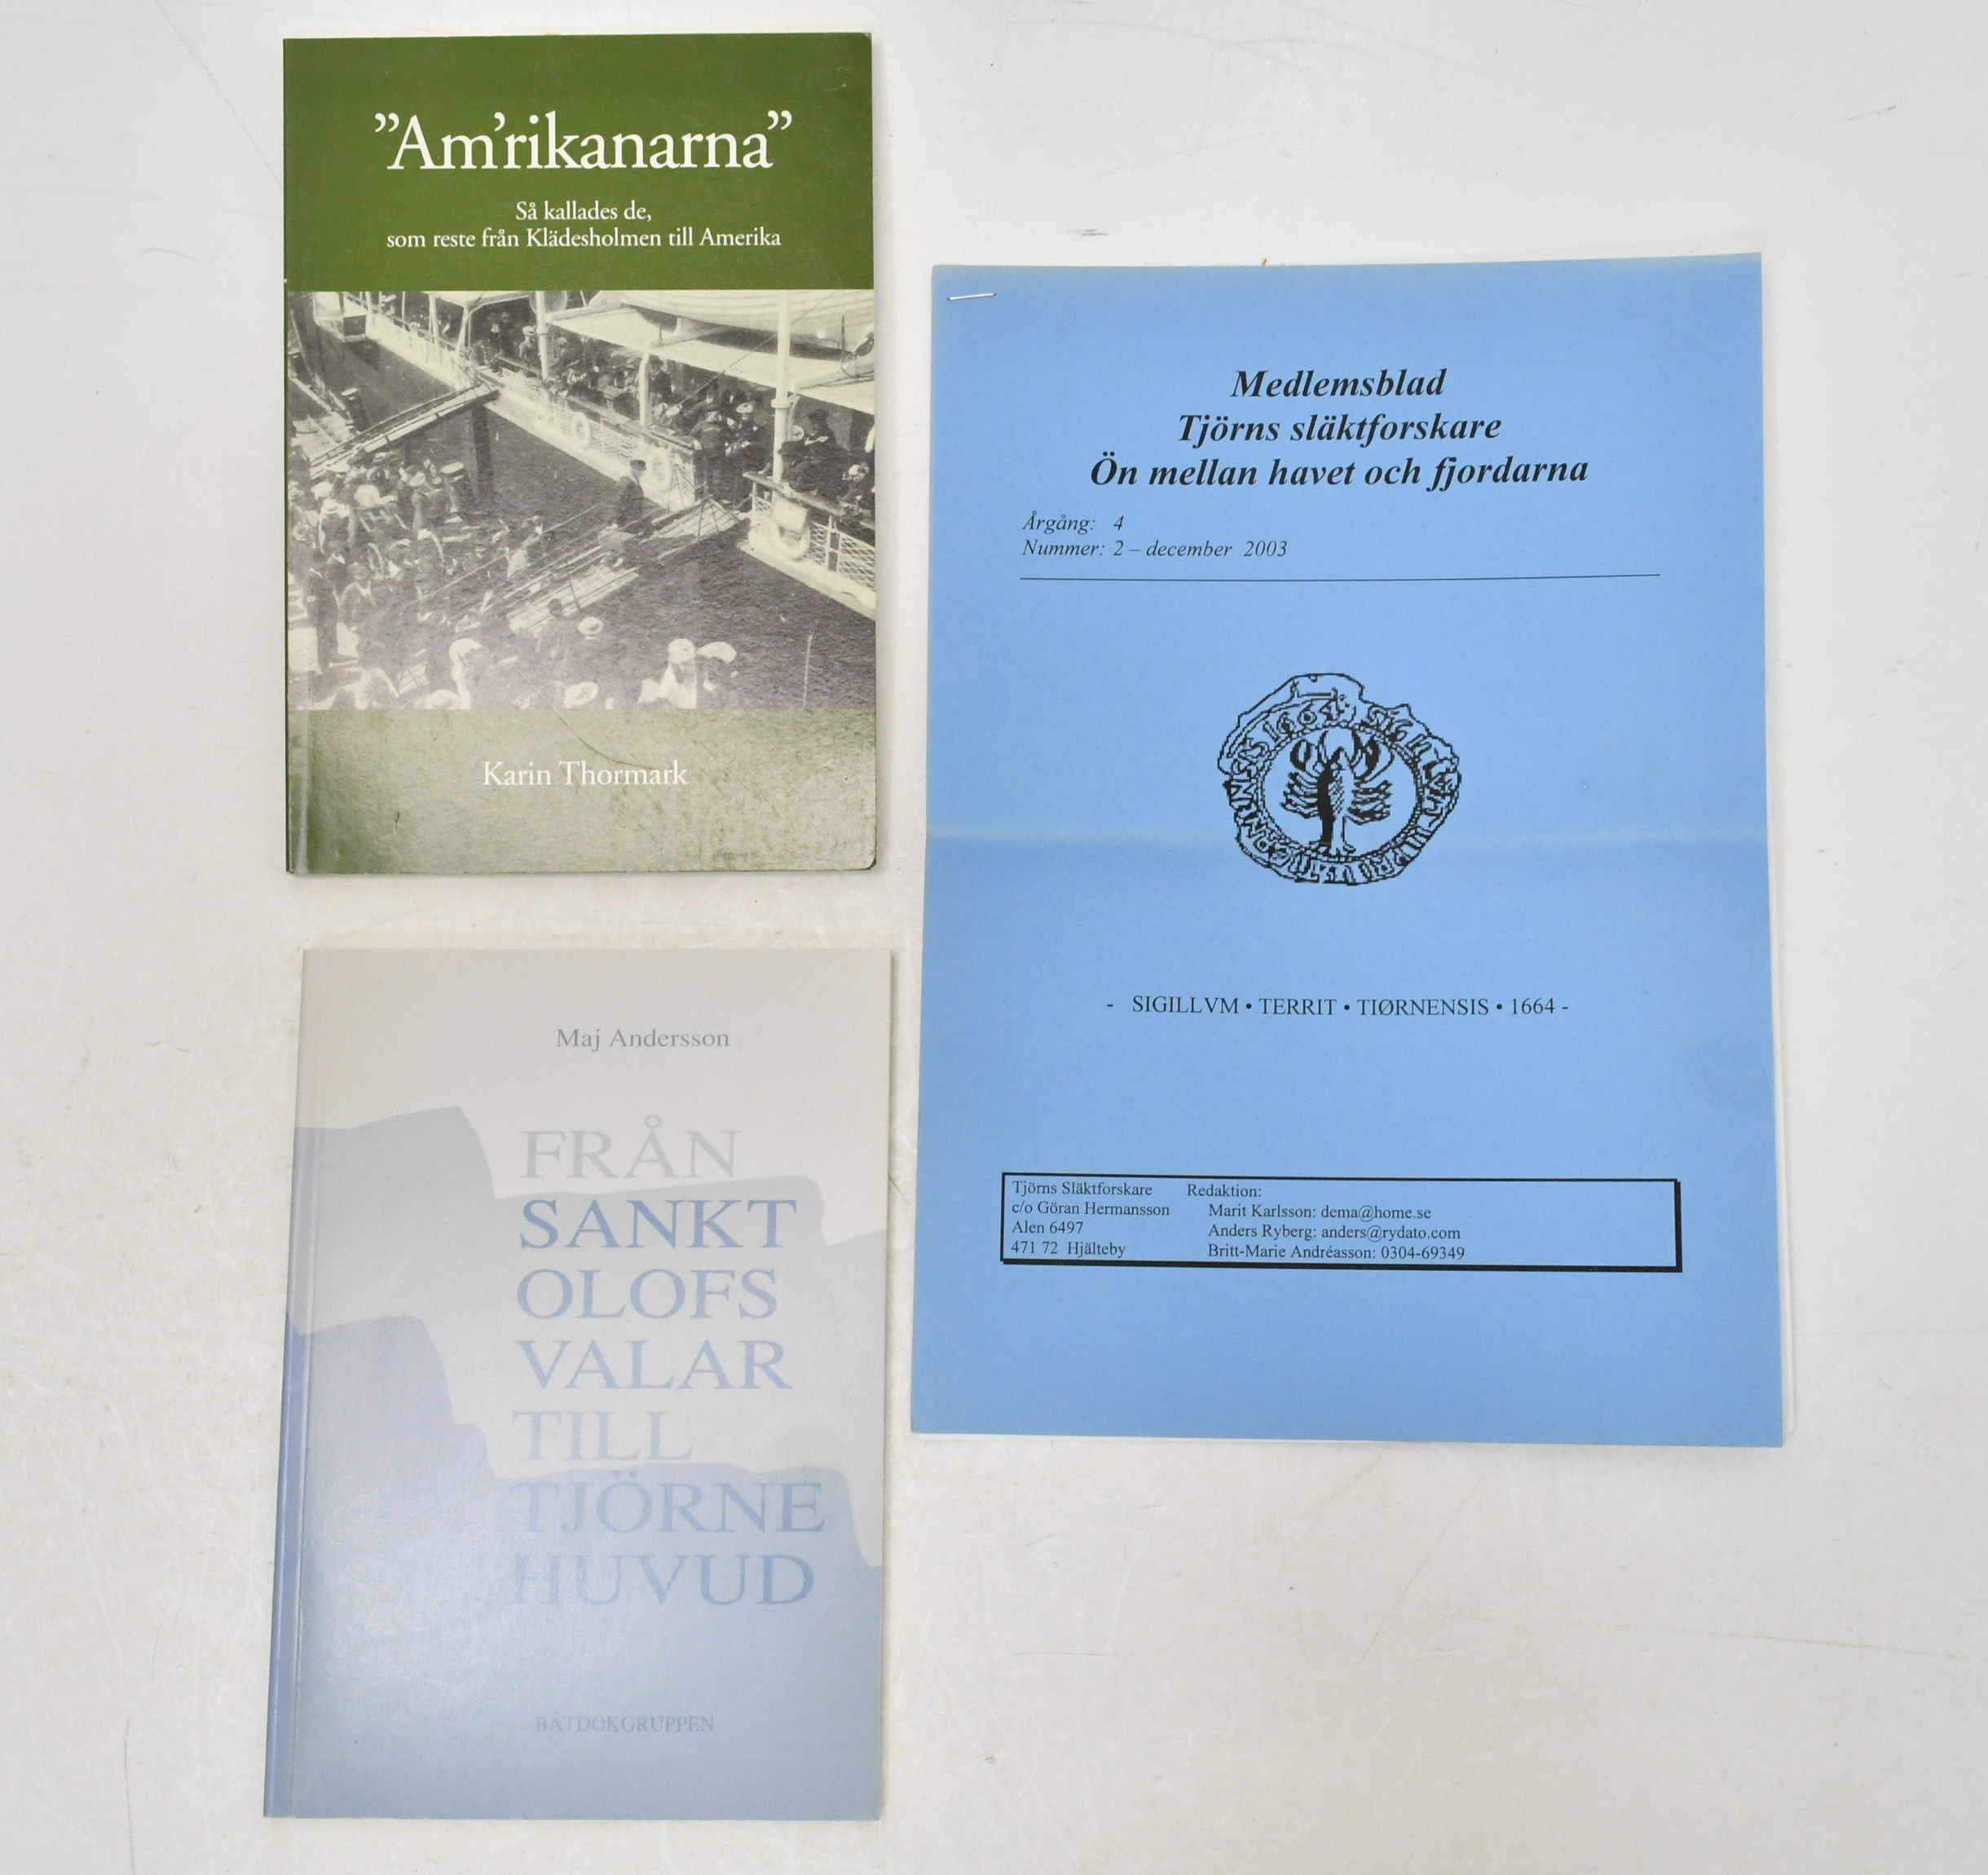 ”Am’rikanarna”
Så kallades de,
som reste från Klädesholmen till Amerika
Karin Thormark
Maj Andersson
FRÅN
SANKT
OLOFS
VALAR
TILL
TJÖRNE
HUVUD
BÅTDOKGRUPPEN
Medlemsblad
Tjörns släktforskare
Ön mellan havet och fjordarna
Årgång: 4
Nummer: 2 – december 2003
- SIGILLVM • TERRIT • TIØRNENSIS • 1664 -
Tjörns Släktforskare
c/o Göran Hermansson
Alen 6497
471 72 Hjälteby
Redaktion:
Marit Karlsson: dema@home.se
Anders Ryberg: anders@rydato.com
Britt-Marie Andréasson: 0304-69349